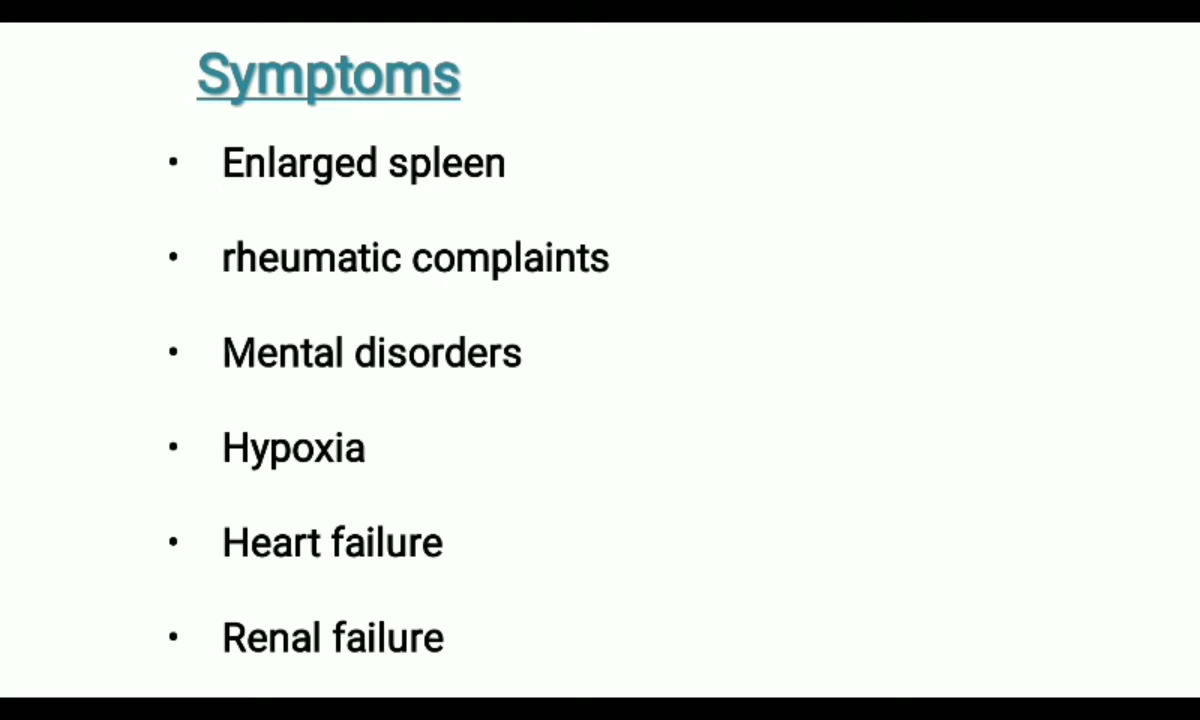 Symptoms
• Enlarged spleen
• rheumatic complaints
• Mental disorders
• Hypoxia
• Heart failure
• Renal failure